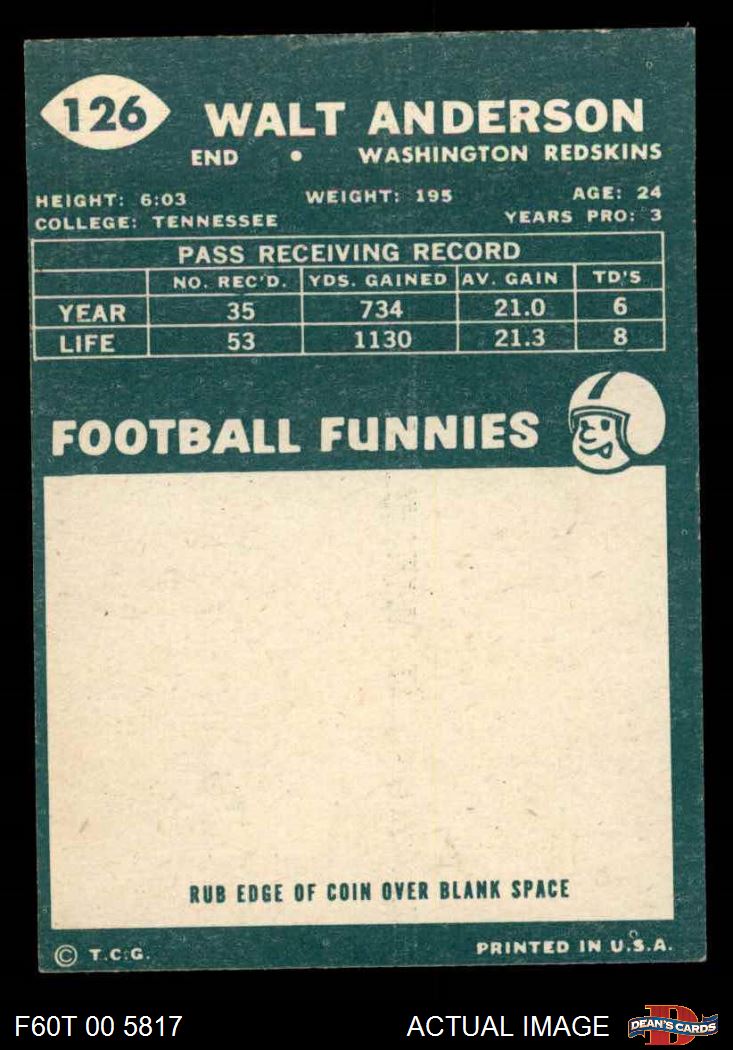 126
WALT ANDERSON
END • WASHINGTON REDSKINS
HEIGHT: 6:03 WEIGHT: 195 AGE: 24
COLLEGE: TENNESSEE YEARS PRO: 3
PASS RECEIVING RECORD
NO. REC'D. YDS. GAINED AV. GAIN TD'S
YEAR 35 734 21.0 6
LIFE 53 1130 21.3 8
FOOTBALL FUNNIES
RUB EDGE OF COIN OVER BLANK SPACE
© T.C.G. PRINTED IN U.S.A.
F60T 00 5817 ACTUAL IMAGE D DEAN'S CARDS